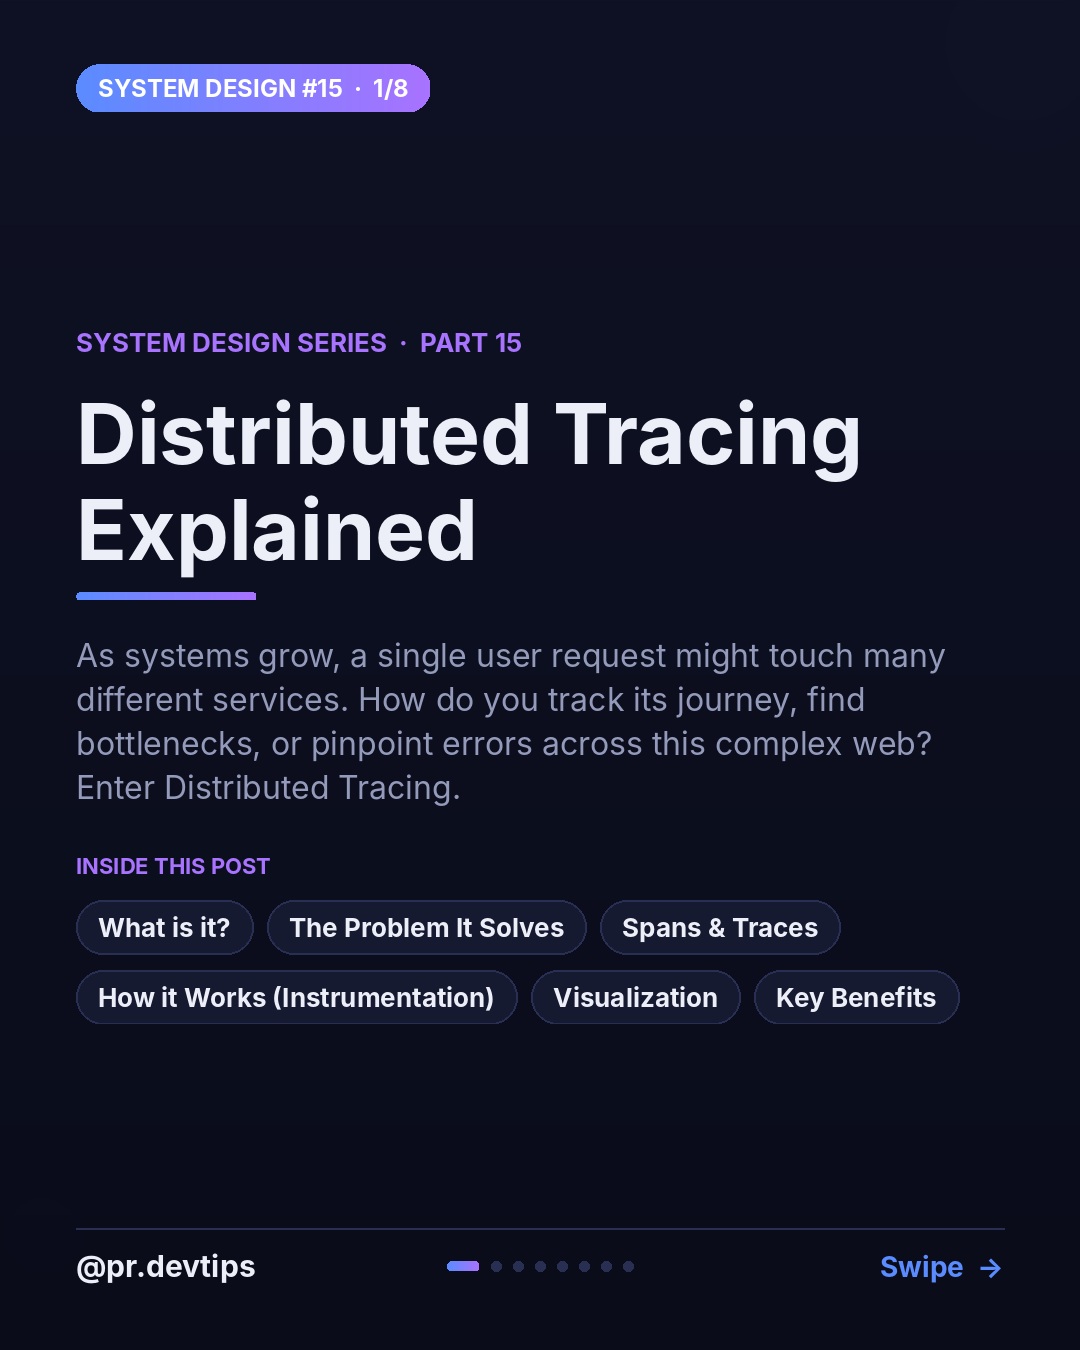 SYSTEM DESIGN #15 · 1/8
SYSTEM DESIGN SERIES · PART 15
Distributed Tracing
Explained
As systems grow, a single user request might touch many
different services. How do you track its journey, find
bottlenecks, or pinpoint errors across this complex web?
Enter Distributed Tracing.
INSIDE THIS POST
What is it? The Problem It Solves Spans & Traces
How it Works (Instrumentation) Visualization Key Benefits
@pr.devtips Swipe →